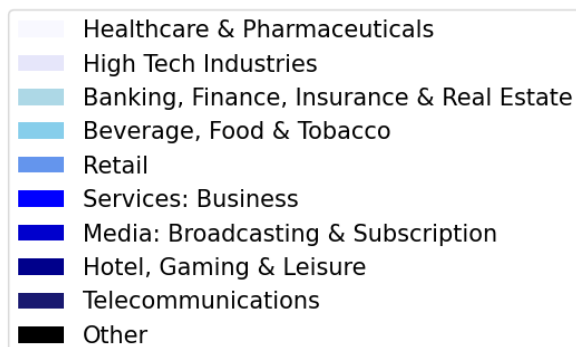 Healthcare & Pharmaceuticals
High Tech Industries
Banking, Finance, Insurance & Real Estate
Beverage, Food & Tobacco
Retail
Services: Business
Media: Broadcasting & Subscription
Hotel, Gaming & Leisure
Telecommunications
Other